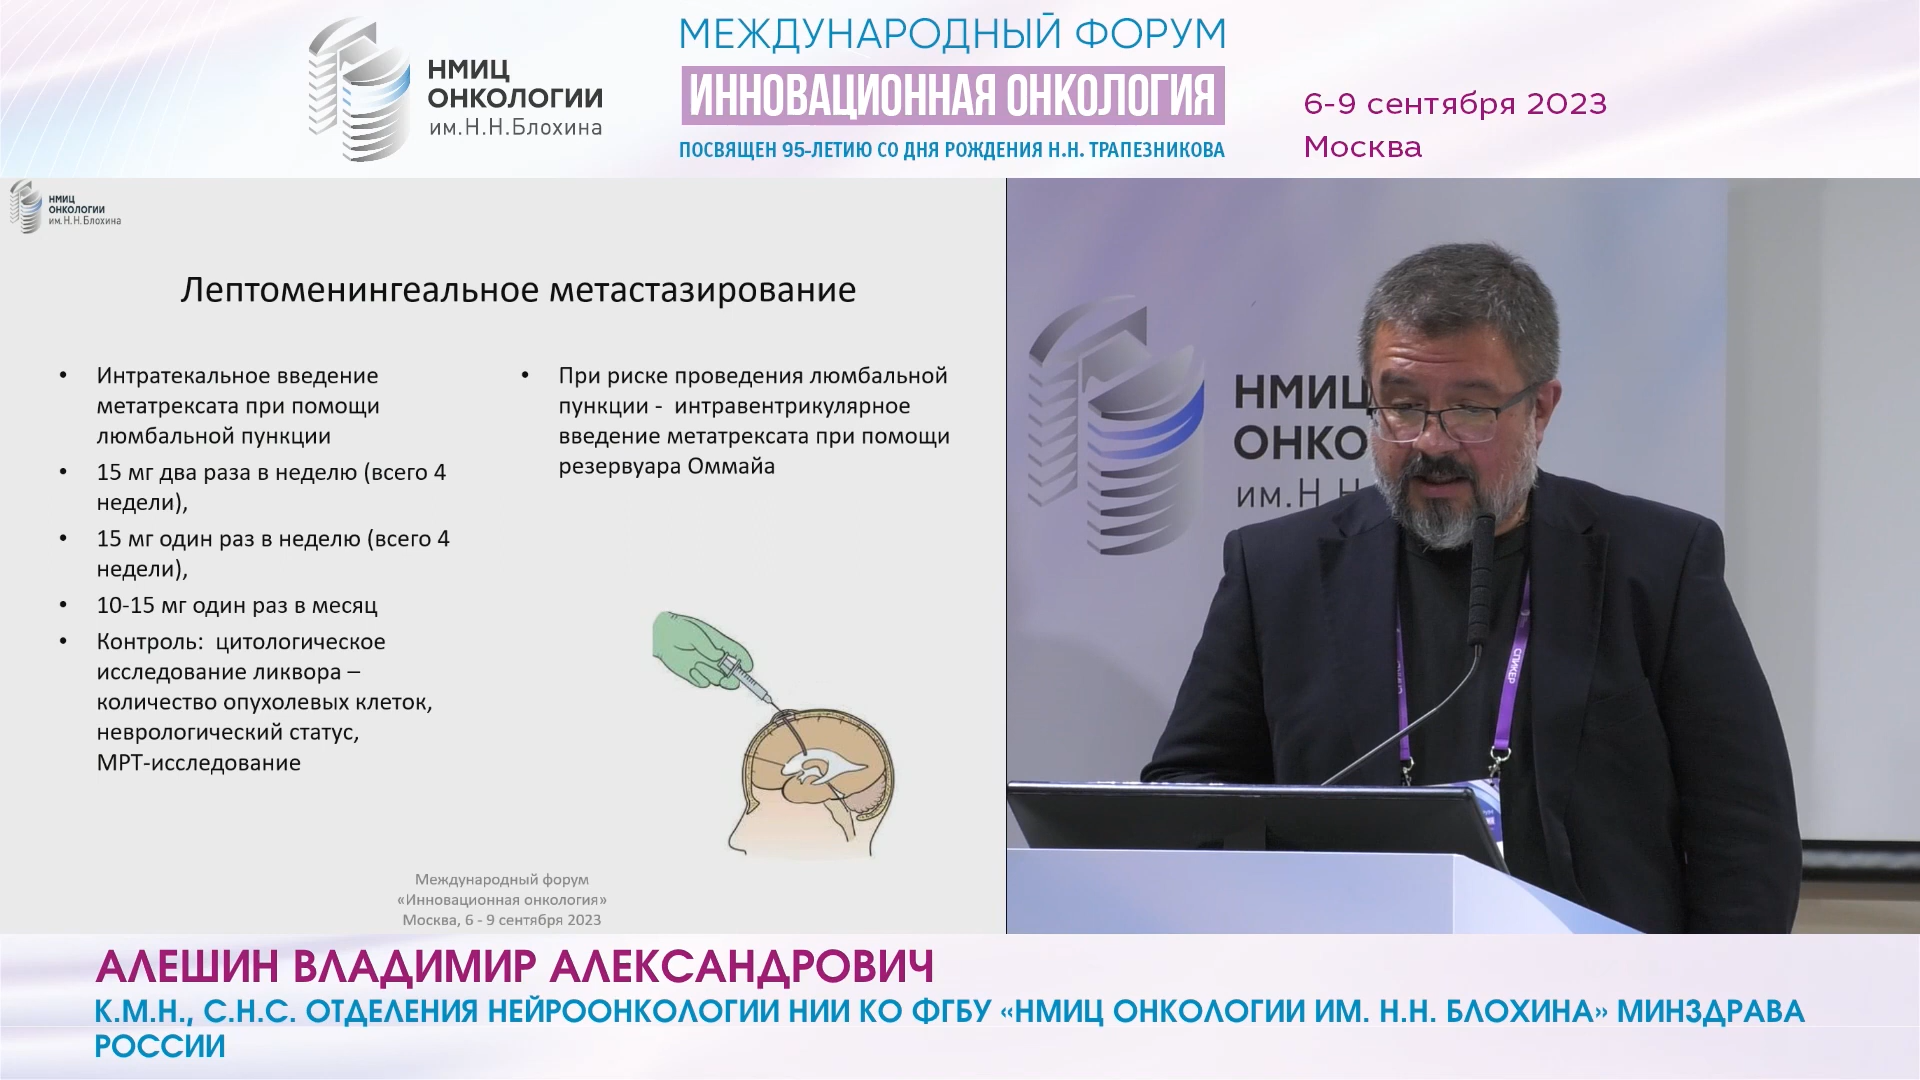 НМИЦ
ОНКОЛОГИИ
им.Н.Н.Блохина
МЕЖДУНАРОДНЫЙ ФОРУМ
ИННОВАЦИОННАЯ ОНКОЛОГИЯ
ПОСВЯЩЕН 95-ЛЕТИЮ СО ДНЯ РОЖДЕНИЯ Н.Н. ТРАПЕЗНИКОВА
6-9 сентября 2023
Москва
НМИЦ
ОНКОЛОГИИ
им.Н.Н.Блохина
Лептоменингеальное метастазирование
• Интратекальное введение
метатрексата при помощи
люмбальной пункции
• 15 мг два раза в неделю (всего 4
недели),
• 15 мг один раз в неделю (всего 4
недели),
• 10-15 мг один раз в месяц
• Контроль: цитологическое
исследование ликвора –
количество опухолевых клеток,
неврологический статус,
МРТ-исследование
• При риске проведения люмбальной
пункции - интравентрикулярное
введение метатрексата при помощи
резервуара Оммайа
Международный форум
«Инновационная онкология»
Москва, 6 - 9 сентября 2023
НМИЦ
ОНКО
им.Н.Н
СПИКЕР
АЛЕШИН ВЛАДИМИР АЛЕКСАНДРОВИЧ
К.М.Н., С.Н.С. ОТДЕЛЕНИЯ НЕЙРООНКОЛОГИИ НИИ КО ФГБУ «НМИЦ ОНКОЛОГИИ ИМ. Н.Н. БЛОХИНА» МИНЗДРАВА
РОССИИ